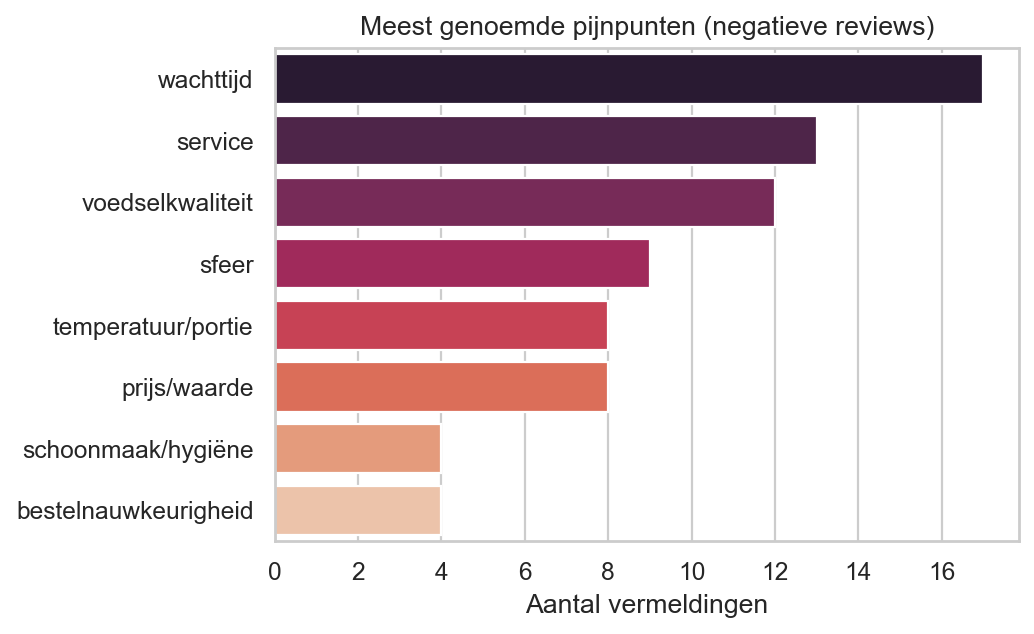 Meest genoemde pijnpunten (negatieve reviews)
wachttijd
service
voedselkwaliteit
sfeer
temperatuur/portie
prijs/waarde
schoonmaak/hygiëne
bestelnauwkeurigheid
0 2 4 6 8 10 12 14 16
Aantal vermeldingen